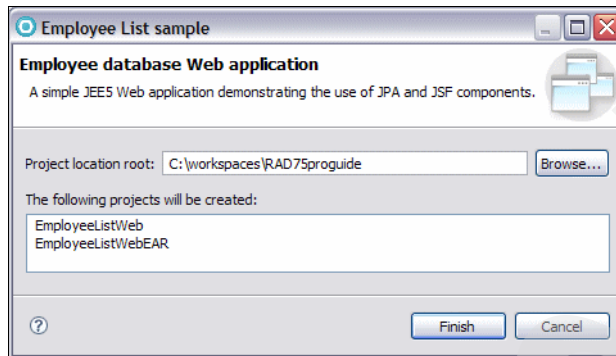 Employee List sample
Employee database Web application
A simple JEE5 Web application demonstrating the use of JPA and JSF components.
Project location root: C:\workspaces\RAD75proguide Browse...
The following projects will be created:
EmployeeListWeb
EmployeeListWebEAR
? Finish Cancel